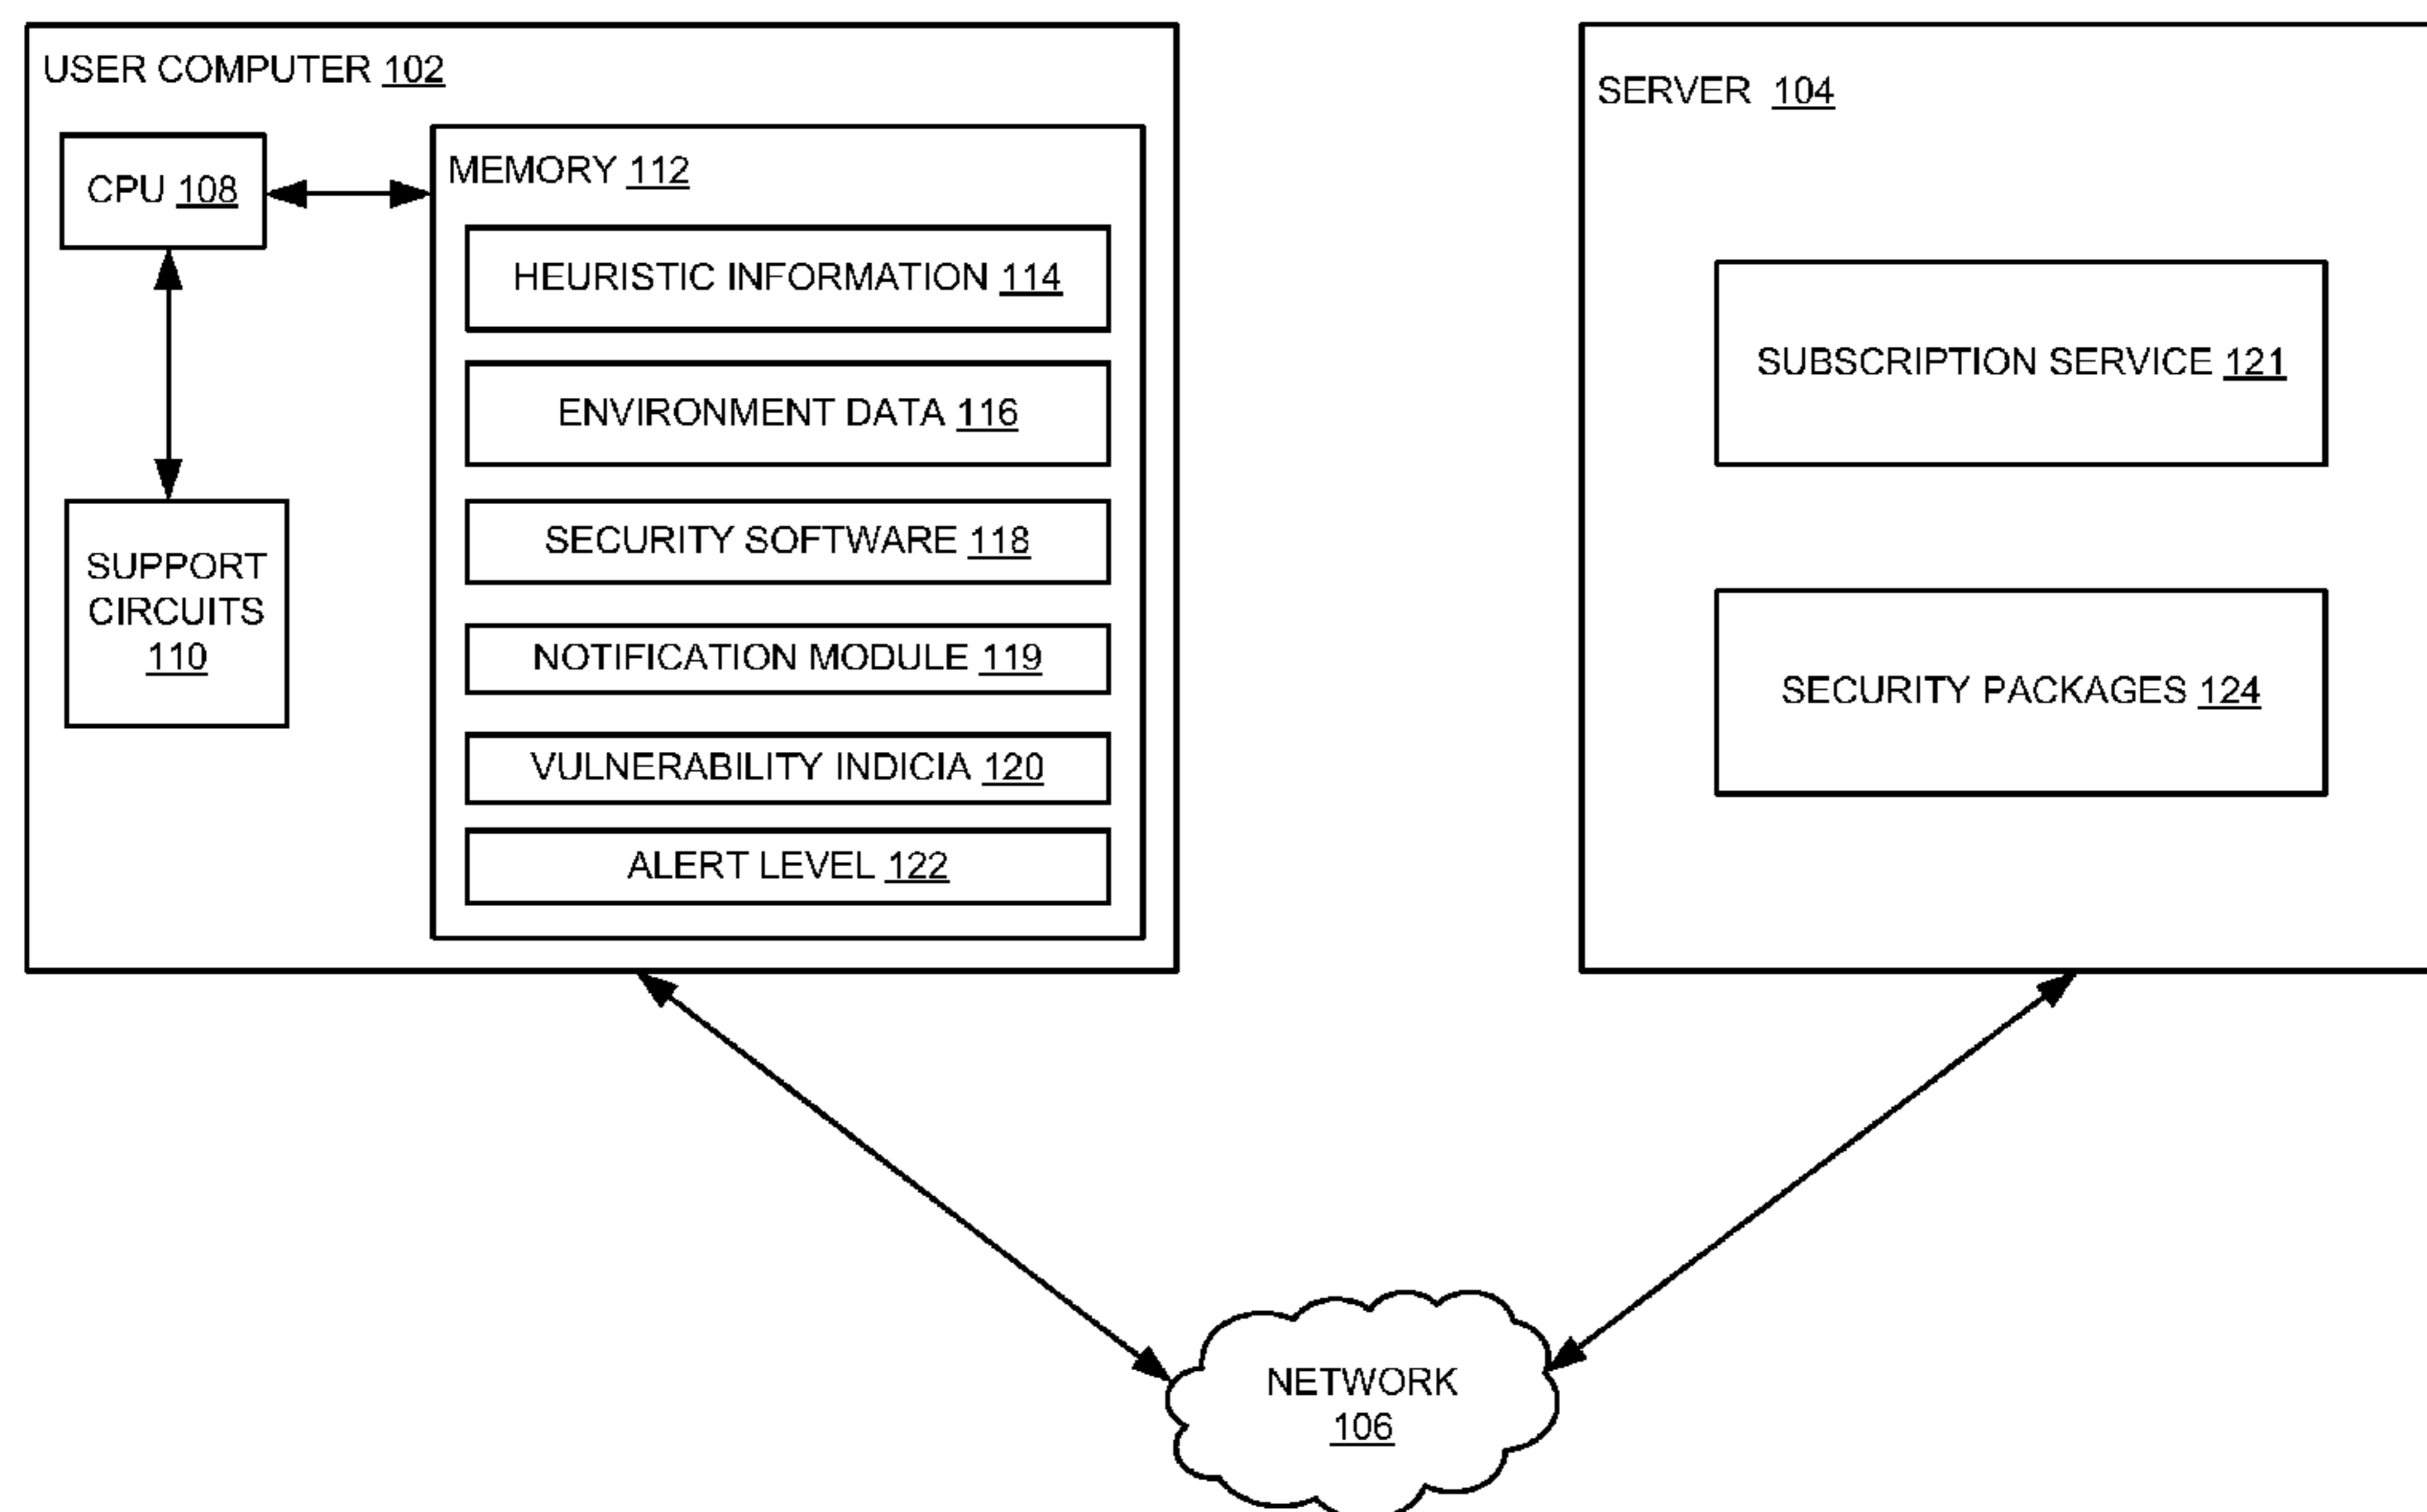 USER COMPUTER 102
CPU 108
SUPPORT
CIRCUITS
110
MEMORY 112
HEURISTIC INFORMATION 114
ENVIRONMENT DATA 116
SECURITY SOFTWARE 118
NOTIFICATION MODULE 119
VULNERABILITY INDICIA 120
ALERT LEVEL 122
SERVER 104
SUBSCRIPTION SERVICE 121
SECURITY PACKAGES 124
NETWORK
106